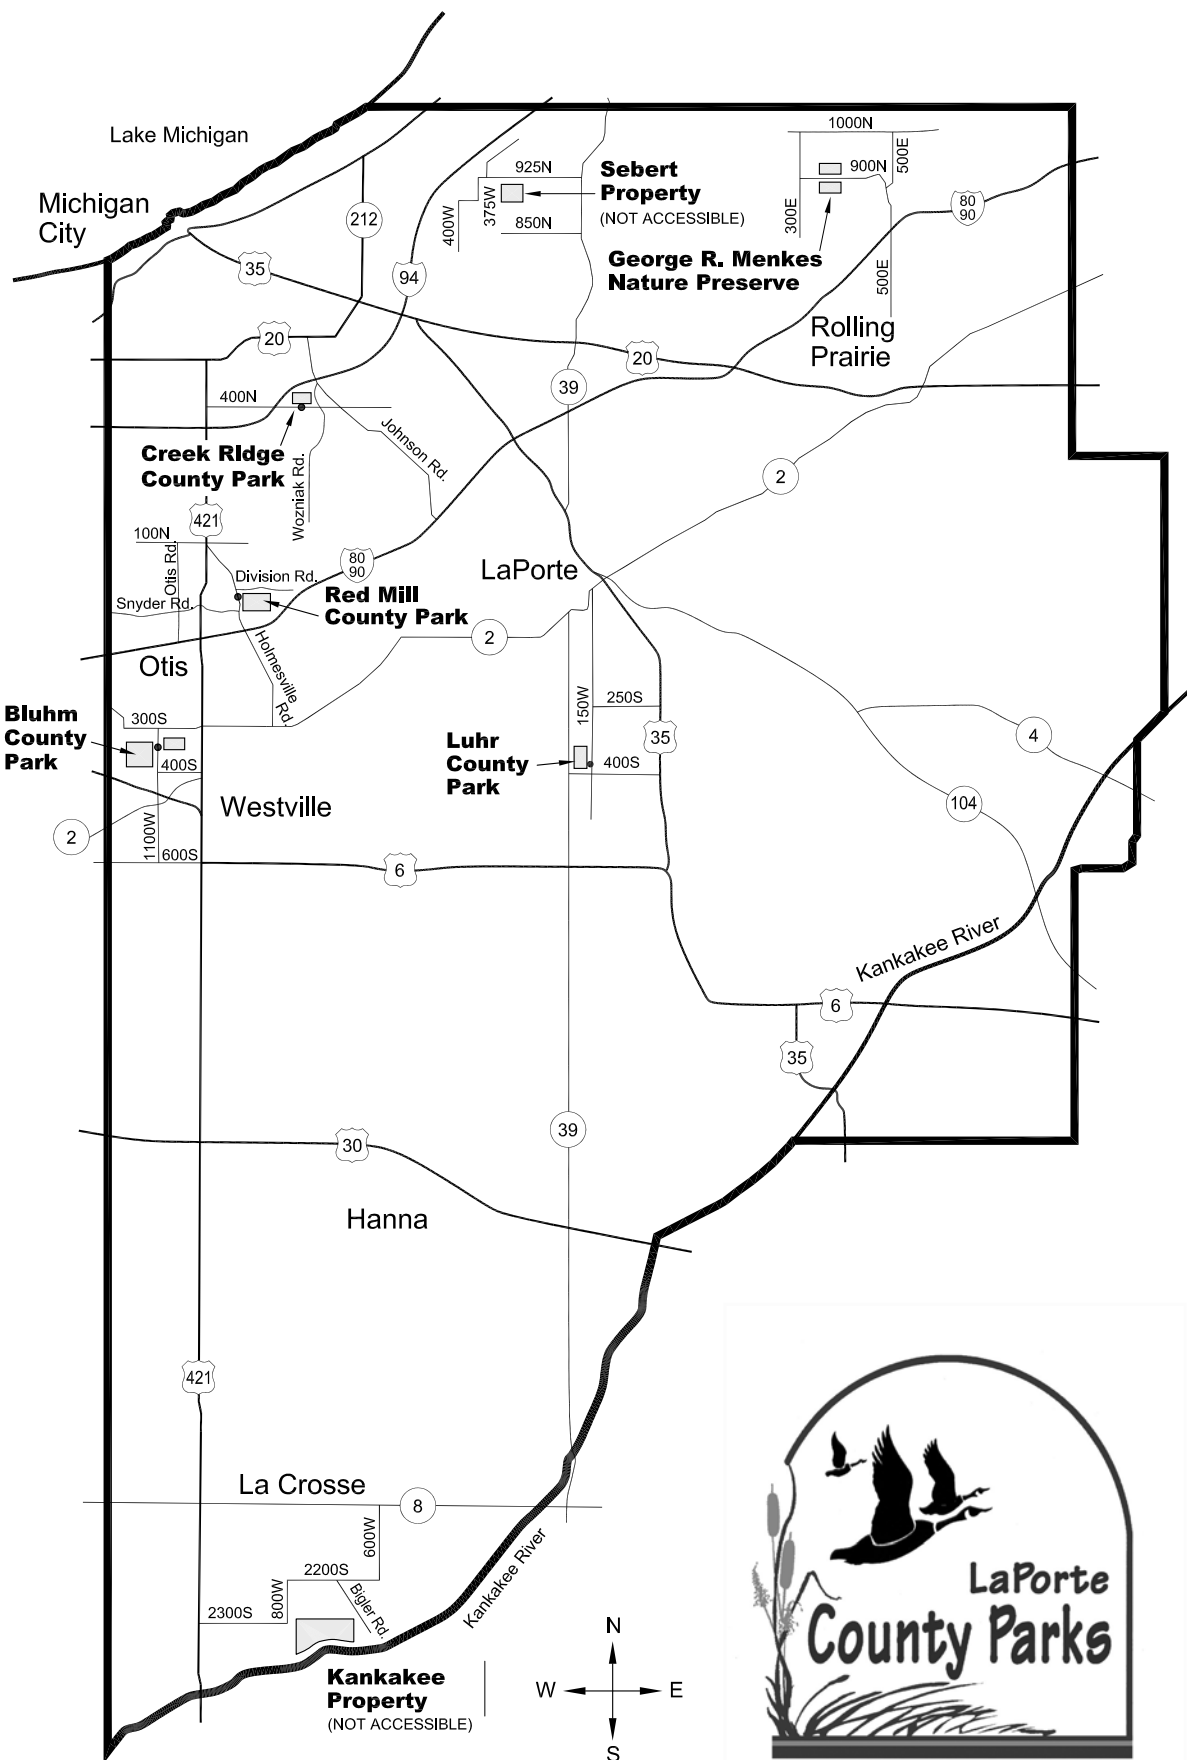 Lake Michigan
Michigan
City
1000N
500E
925N
Sebert
Property
(NOT ACCESSIBLE)
900N
375W
400W
850N
300E
212
80
90
George R. Menkes
Nature Preserve
500E
35
94
Rolling
Prairie
20
20
39
400N
Creek RIdge
County Park
Johnson Rd.
Wozniak Rd.
2
421
100N
Otis Rd.
80
90
LaPorte
Division Rd.
Snyder Rd.
Red Mill
County Park
2
Holmesville
Rd.
Otis
Bluhm
County
Park
300S
150W
250S
4
35
Luhr
County
Park
400S
400S
Westville
104
2
1100W
600S
6
Kankakee River
6
35
30
39
Hanna
421
La Crosse
8
600W
Kankakee River
2200S
800W
Bigler Rd.
2300S
Kankakee
Property
(NOT ACCESSIBLE)
N
W
E
S
LaPorte
County Parks